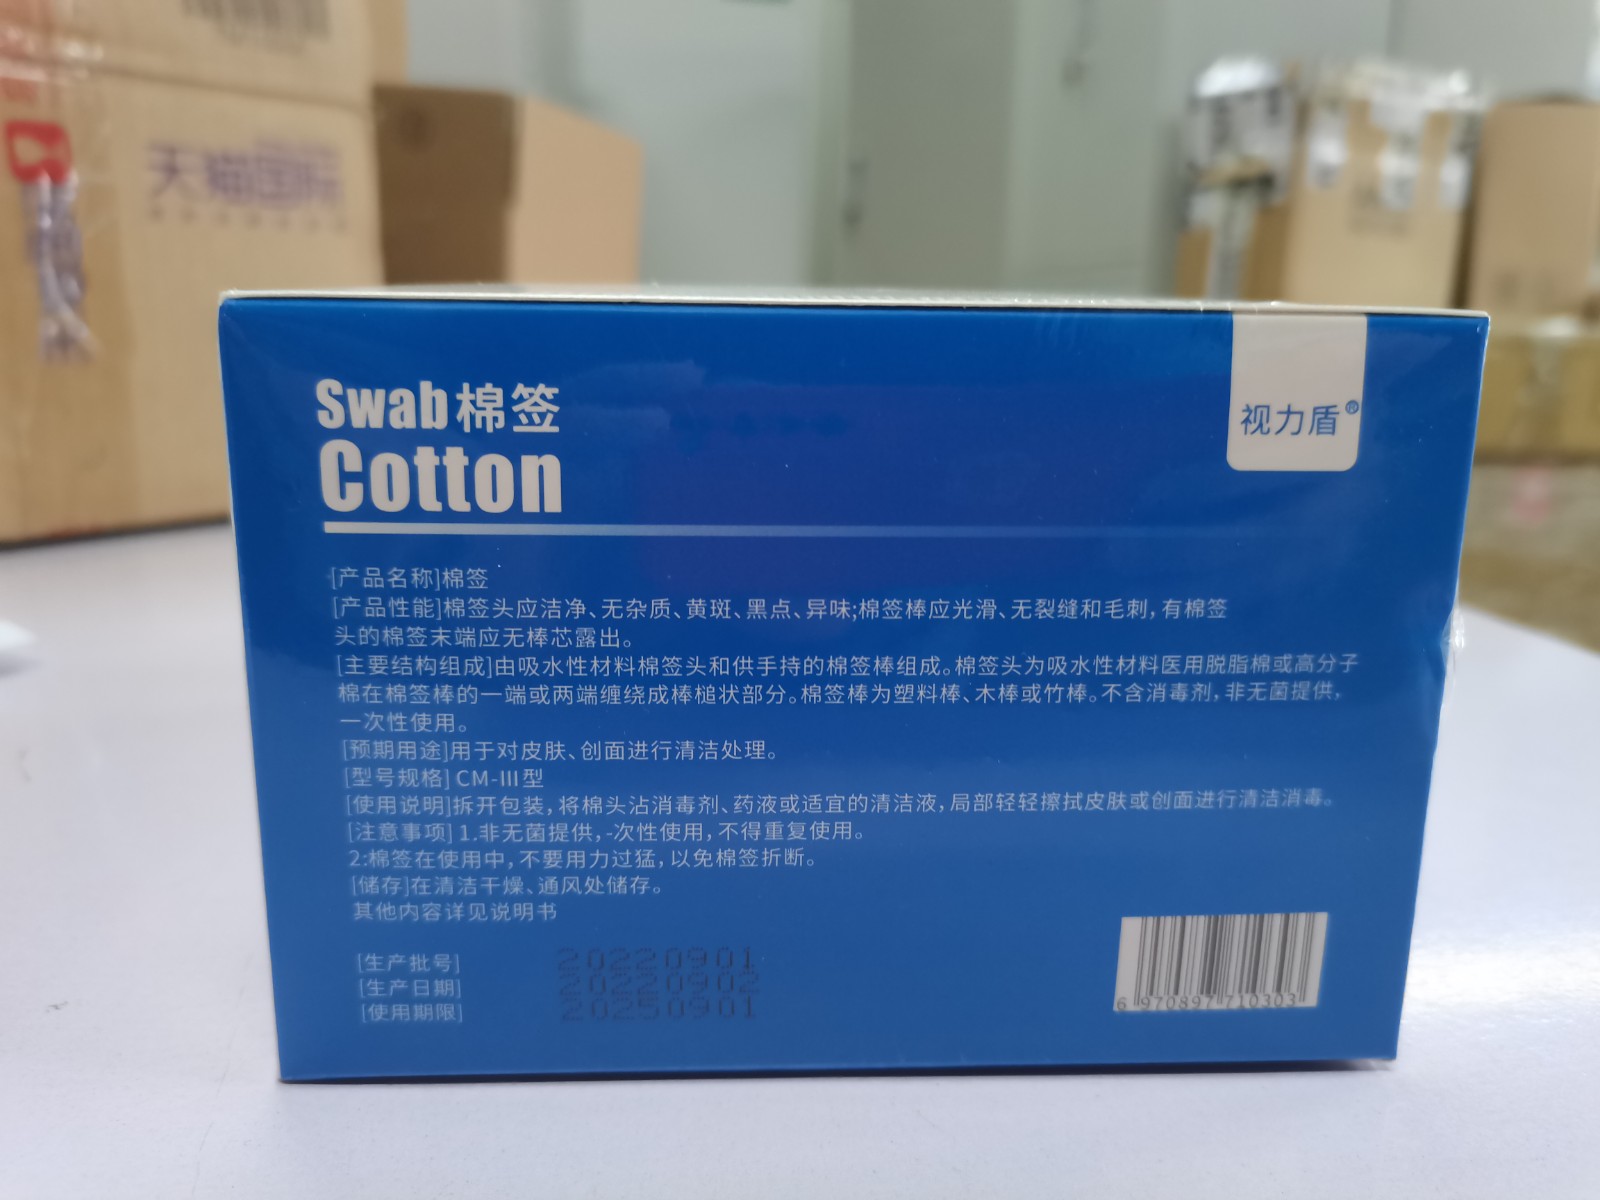 天猫国际
Swab棉签
Cotton
视力盾®
[产品名称]棉签
[产品性能]棉签头应洁净、无杂质、黄斑、黑点、异味;棉签棒应光滑、无裂缝和毛刺,有棉签
头的棉签末端应无棒芯露出。
[主要结构组成]由吸水性材料棉签头和供手持的棉签棒组成。棉签头为吸水性材料医用脱脂棉或高分子
棉在棉签棒的一端或两端缠绕成棒槌状部分。棉签棒为塑料棒、木棒或竹棒。不含消毒剂,非无菌提供,
一次性使用。
[预期用途]用于对皮肤、创面进行清洁处理。
[型号规格] CM-III型
[使用说明]拆开包装,将棉头沾消毒剂、药液或适宜的清洁液,局部轻轻擦拭皮肤或创面进行清洁消毒。
[注意事项] 1.非无菌提供,-次性使用,不得重复使用。
2:棉签在使用中,不要用力过猛,以免棉签折断。
[储存]在清洁干燥、通风处储存。
其他内容详见说明书
[生产批号] 20220901
[生产日期] 20220902
[使用期限] 20250901
6 970897 710303